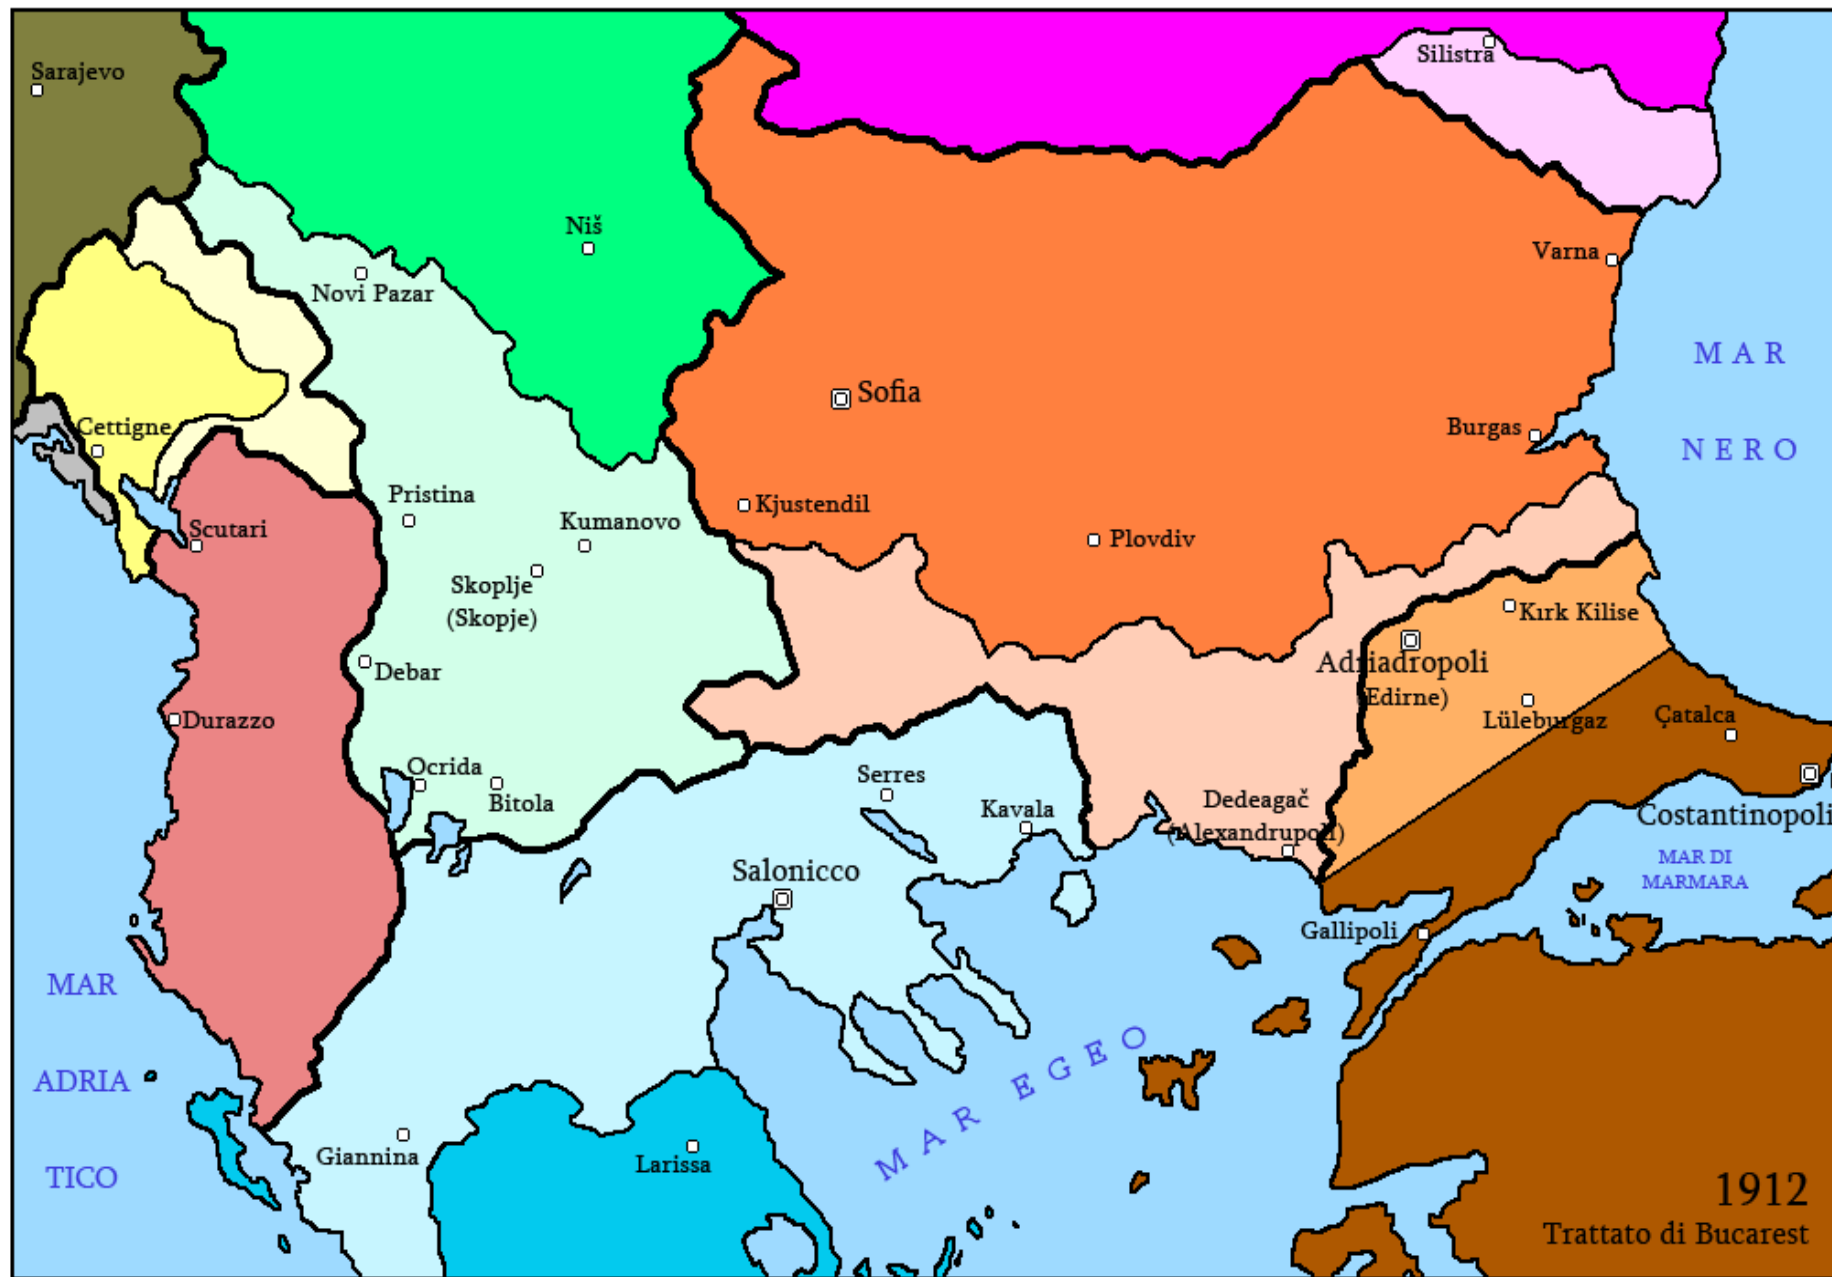 Silistra
Sarajevo
Niš
Varna
Novi Pazar
MAR
NERO
Sofia
Cettigne
Burgas
Pristina
Kjustendil
Kumanovo
Scutari
Plovdiv
Skoplje
(Skopje)
Kırk Kilise
Debar
Adriadropoli
(Edirne)
Durazzo
Lüleburgaz
Çatalca
Ocrida
Bitola
Serres
Kavala
Dedeagač
(Alexandrupoli)
Costantinopoli
MAR DI
MARMARA
Salonicco
Gallipoli
MAR
ADRIA
TICO
MAR EGEO
Giannina
Larissa
1912
Trattato di Bucarest